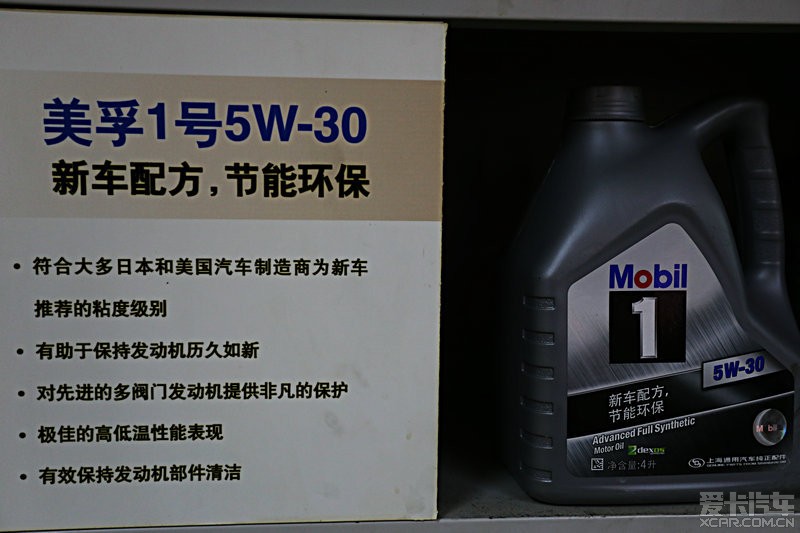 美孚1号5W-30
新车配方，节能环保
• 符合大多日本和美国汽车制造商为新车
推荐的粘度级别
• 有助于保持发动机历久如新
• 对先进的多阀门发动机提供非凡的保护
• 极佳的高低温性能表现
• 有效保持发动机部件清洁
Mobil
1
5W-30
新车配方,
节能环保
Advanced Full Synthetic
Motor Oil
dexos
Mobil
净含量:4升
上海通用汽车纯正配件
爱卡汽车
XCAR.COM.CN